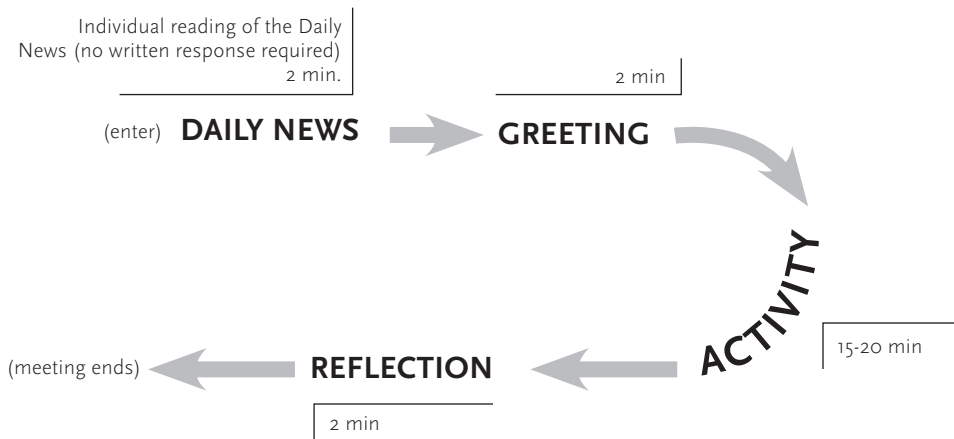 Individual reading of the Daily
News (no written response required)
2 min.
2 min
(enter) DAILY NEWS
GREETING
ACTIVITY
15-20 min
REFLECTION
(meeting ends)
2 min